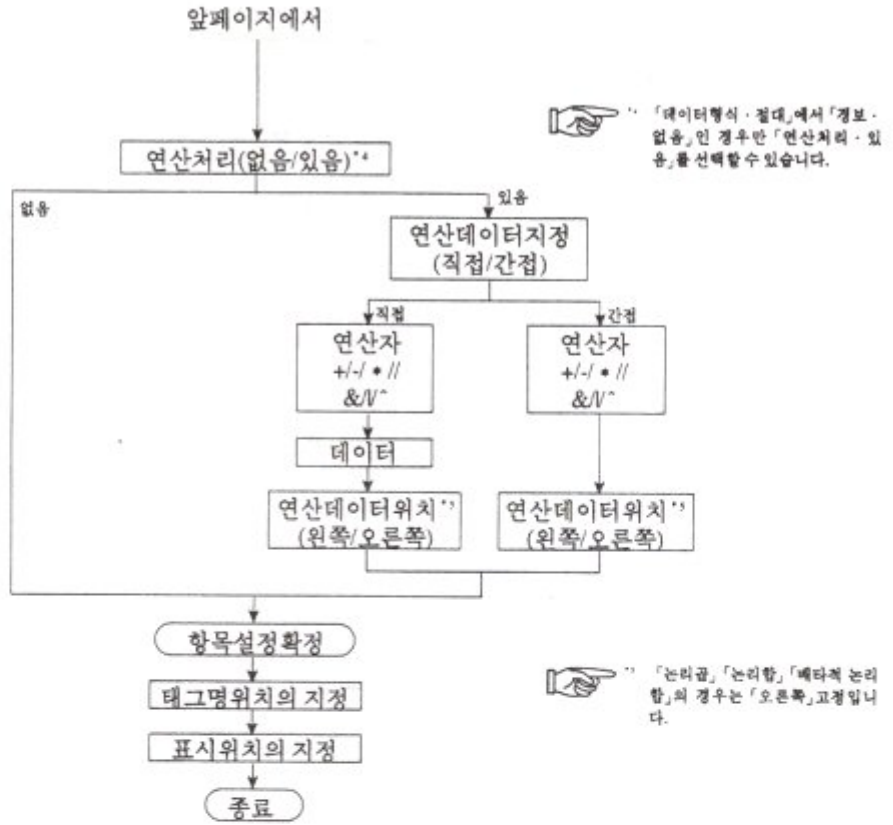 앞페이지에서
*4 「데이터형식 · 절대」에서 「경보 ·
없음」인 경우만 「연산처리 · 있
음」를 선택할 수 있습니다.
연산처리(없음/있음)*4
없음
있음
연산데이터지정
(직접/간접)
직접
간접
연산자
+/-/ * //
&/|/ ^
연산자
+/-/ * //
&/|/ ^
데이터
연산데이터위치*5
(왼쪽/오른쪽)
연산데이터위치*5
(왼쪽/오른쪽)
항목설정확정
*5 「논리곱」「논리합」「배타적 논리
합」의 경우는 「오른쪽」고정입니
다.
태그명위치의 지정
표시위치의 지정
종료